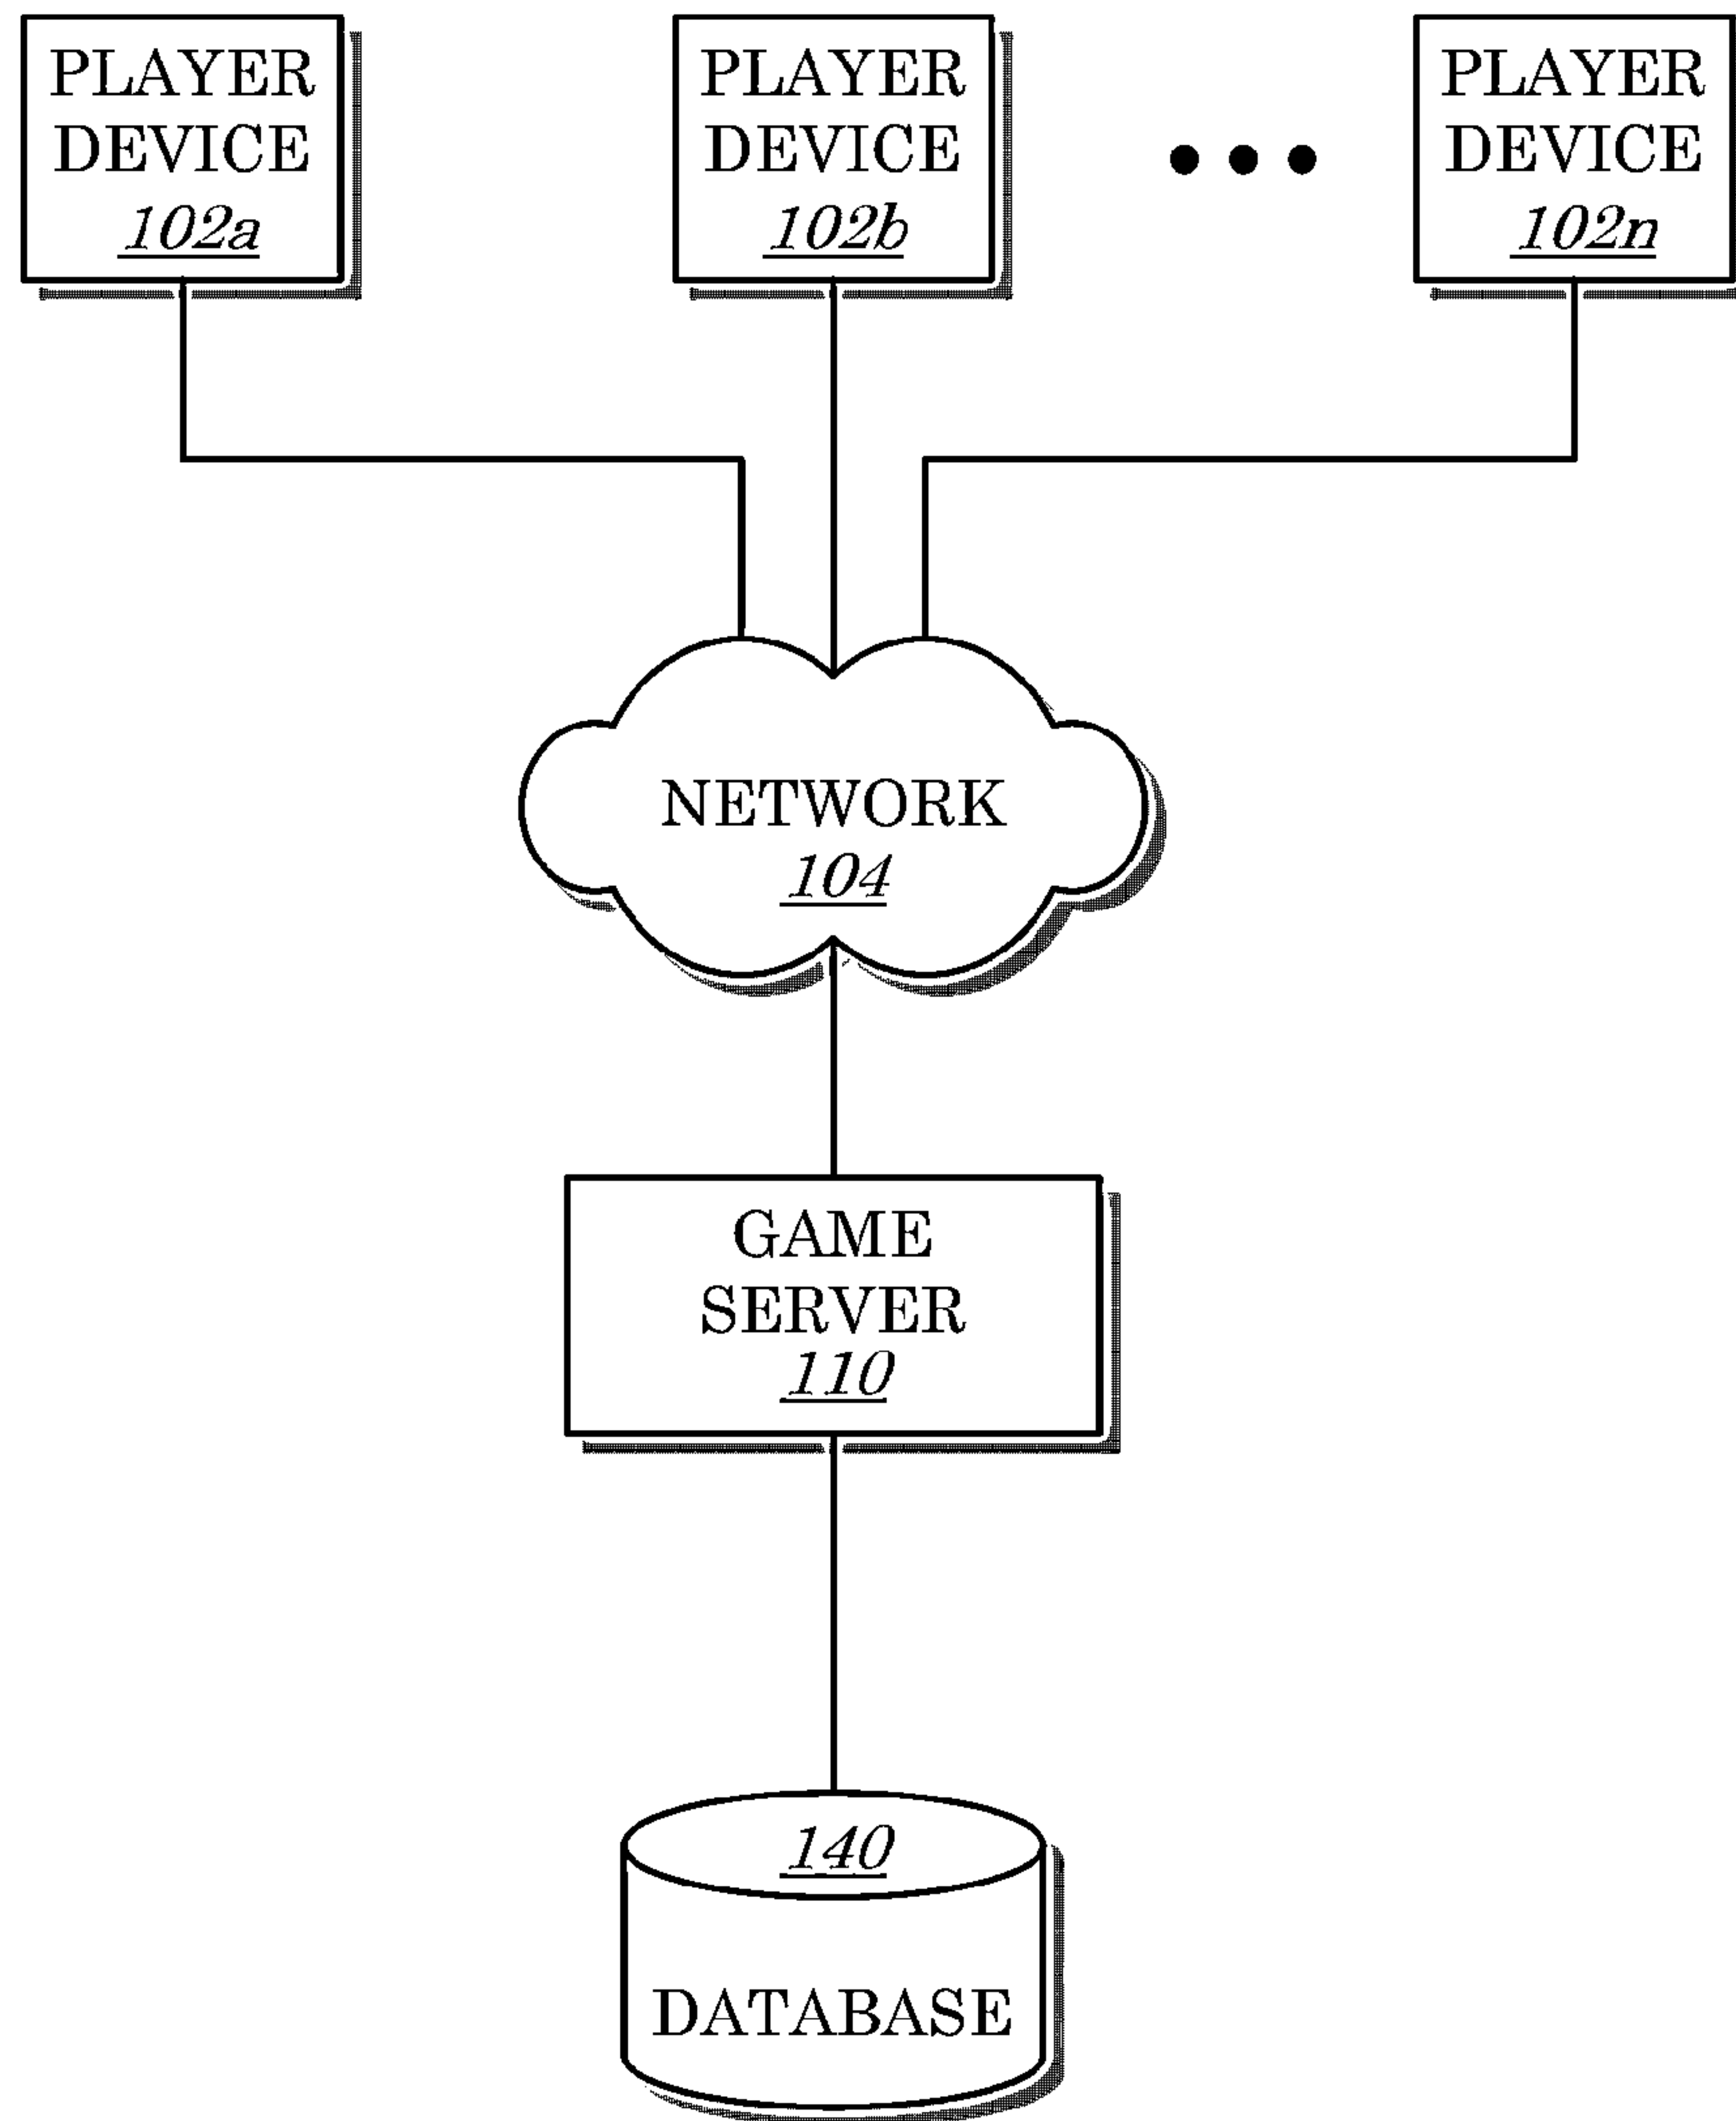 PLAYER
DEVICE
102a
PLAYER
DEVICE
102b
PLAYER
DEVICE
102n
NETWORK
104
GAME
SERVER
110
140
DATABASE